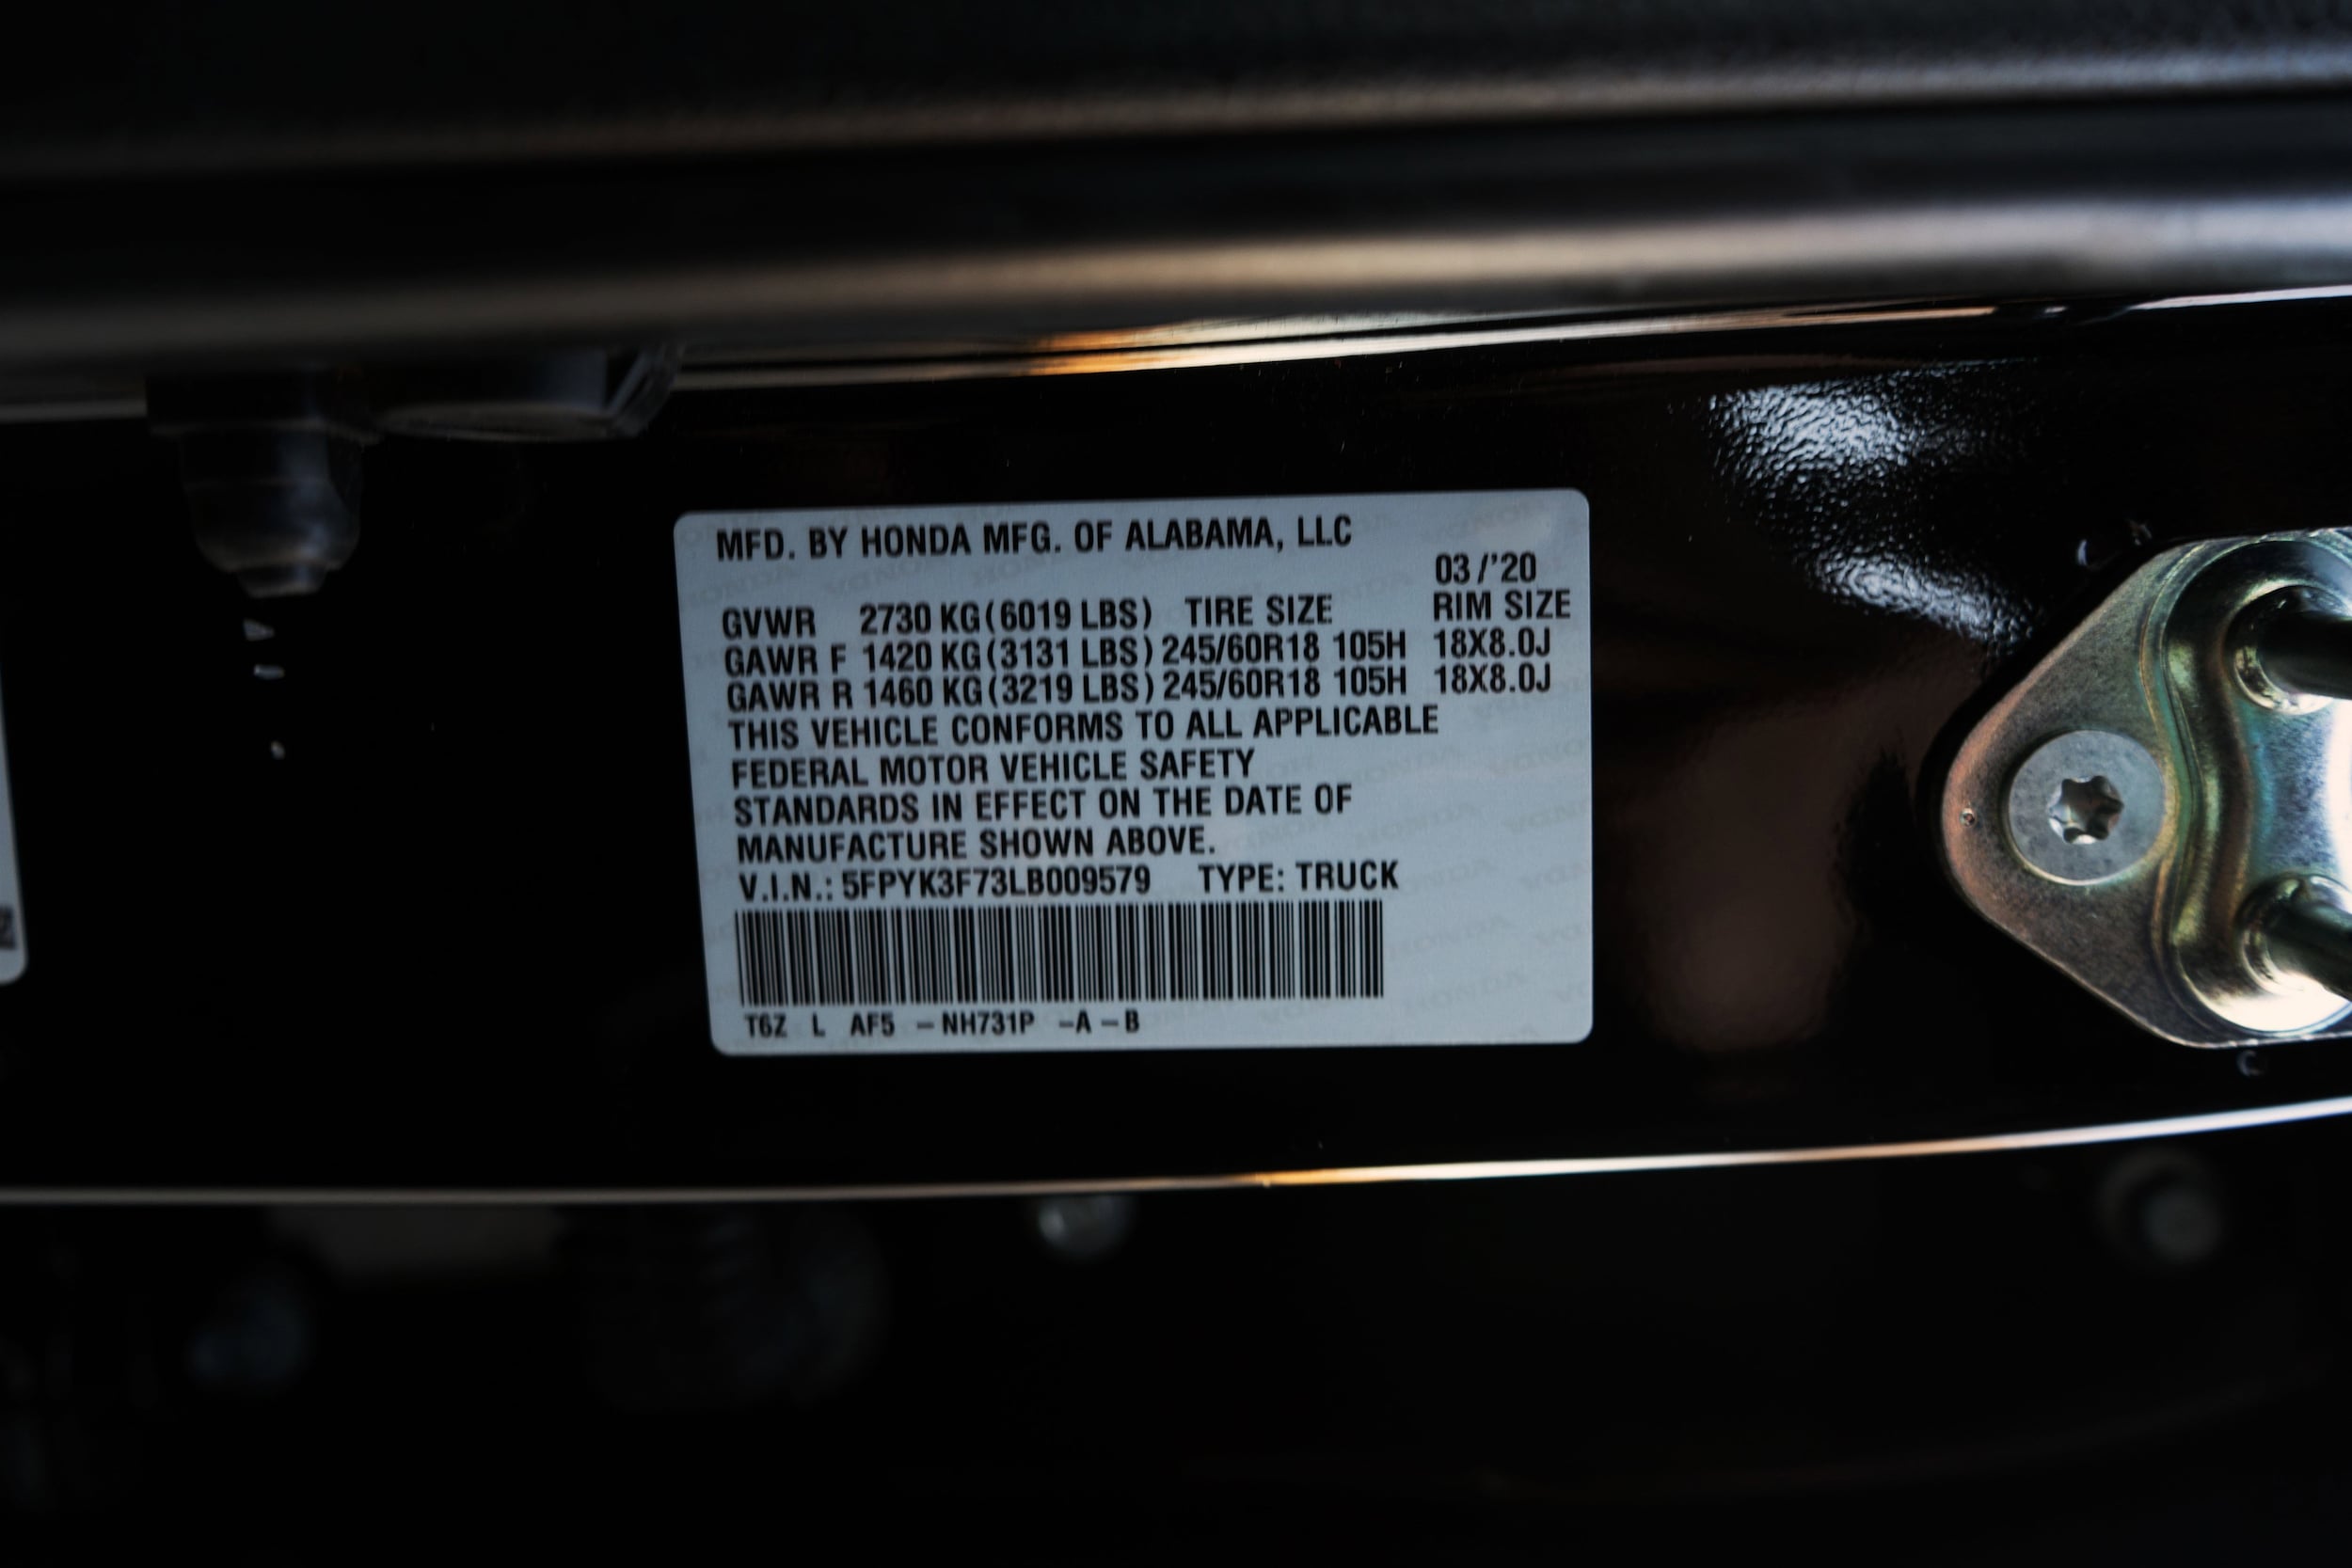 MFD. BY HONDA MFG. OF ALABAMA, LLC
03/'20
GVWR 2730 KG (6019 LBS) TIRE SIZE RIM SIZE
GAWR F 1420 KG (3131 LBS) 245/60R18 105H 18X8.0J
GAWR R 1460 KG (3219 LBS) 245/60R18 105H 18X8.0J
THIS VEHICLE CONFORMS TO ALL APPLICABLE
FEDERAL MOTOR VEHICLE SAFETY
STANDARDS IN EFFECT ON THE DATE OF
MANUFACTURE SHOWN ABOVE.
V.I.N.: 5FPYK3F73LB009579 TYPE: TRUCK
T6Z L AF5 -NH731P -A-B